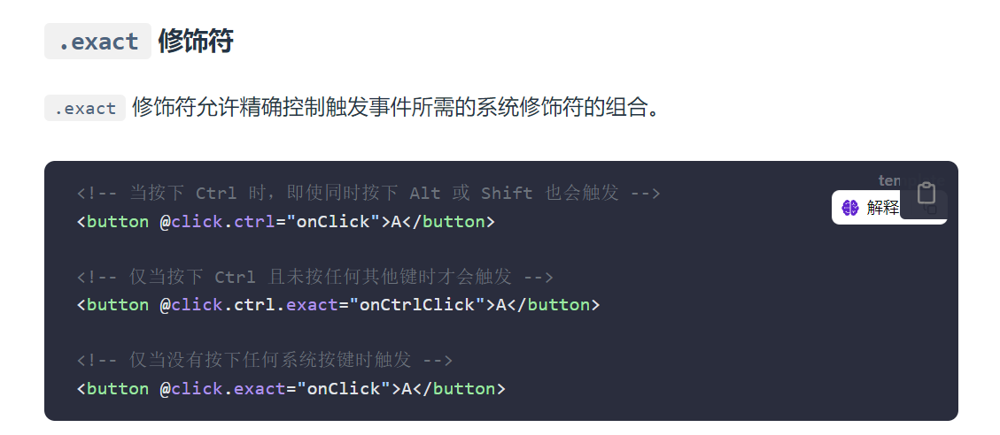 .exact 修饰符
.exact 修饰符允许精确控制触发事件所需的系统修饰符的组合。
<!-- 当按下 Ctrl 时，即使同时按下 Alt 或 Shift 也会触发 -->
<button @click.ctrl="onClick">A</button>
解释
<!-- 仅当按下 Ctrl 且未按任何其他键时才会触发 -->
<button @click.ctrl.exact="onCtrlClick">A</button>
<!-- 仅当没有按下任何系统按键时触发 -->
<button @click.exact="onClick">A</button>